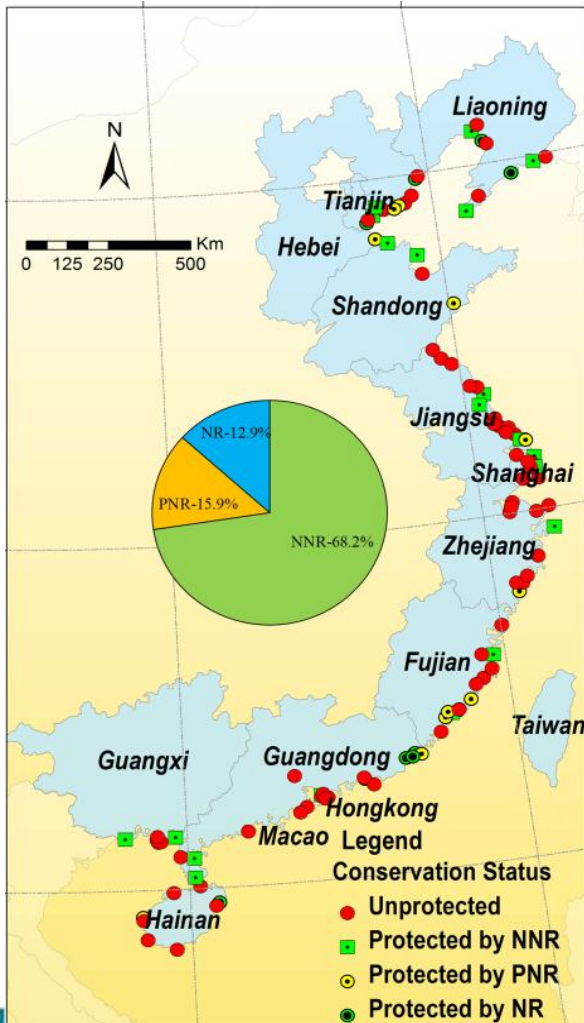 N
Liaoning
Tianjin
Hebei
Km
0 125 250 500
Shandong
Jiangsu
NR-12.9%
PNR-15.9%
NNR-68.2%
Shanghai
Zhejiang
Fujian
Taiwan
Guangxi
Guangdong
Hongkong
Macao
Hainan
Legend
Conservation Status
Unprotected
Protected by NNR
Protected by PNR
Protected by NR